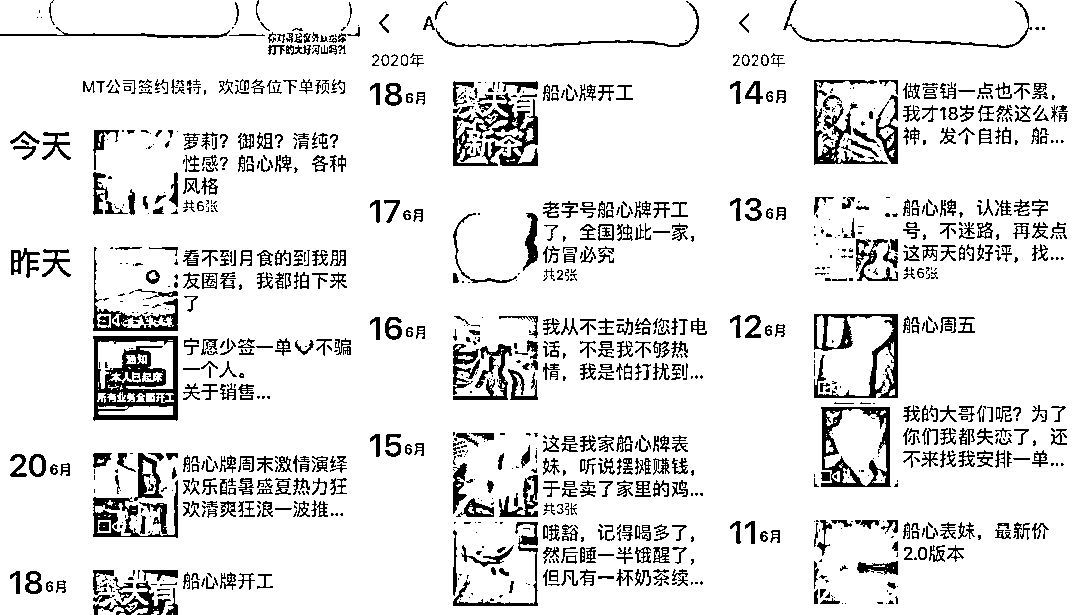 你对得起窗外朕给你
打下的大好河山吗?!
MT公司签约模特，欢迎各位下单预约
今天
萝莉？御姐？清纯？
性感？船心牌，各种
风格
共6张
昨天
看不到月食的到我朋
友圈看，我都拍下来
了
通知
本人已起床
所有业务全面开工
宁愿少签一单不骗
一个人。
关于销售...
20 6月
船心牌周末激情演绎
欢乐酷暑盛夏热力狂
欢清爽狂浪一波推...
18 6月
船心牌开工
A
2020年
18 6月
新茶
船心牌开工
17 6月
老字号船心牌开工
了，全国独此一家，
仿冒必究
共2张
16 6月
我从不主动给您打电
话，不是我不够热
情，我是怕打扰到...
15 6月
这是我家船心牌表
妹，听说摆摊赚钱，
于是卖了家里的鸡...
共3张
哦豁，记得喝多了，
然后睡一半饿醒了，
但凡有一杯奶茶续...
...
2020年
14 6月
做营销一点也不累，
我才18岁任然这么精
神，发个自拍，船...
13 6月
船心牌，认准老字
号，不迷路，再发点
这两天的好评，找...
共6张
12 6月
船心周五
我的大哥们呢？为了
你们我都失恋了，还
不来找我安排一单...
11 6月
船心表妹，最新价
2.0版本